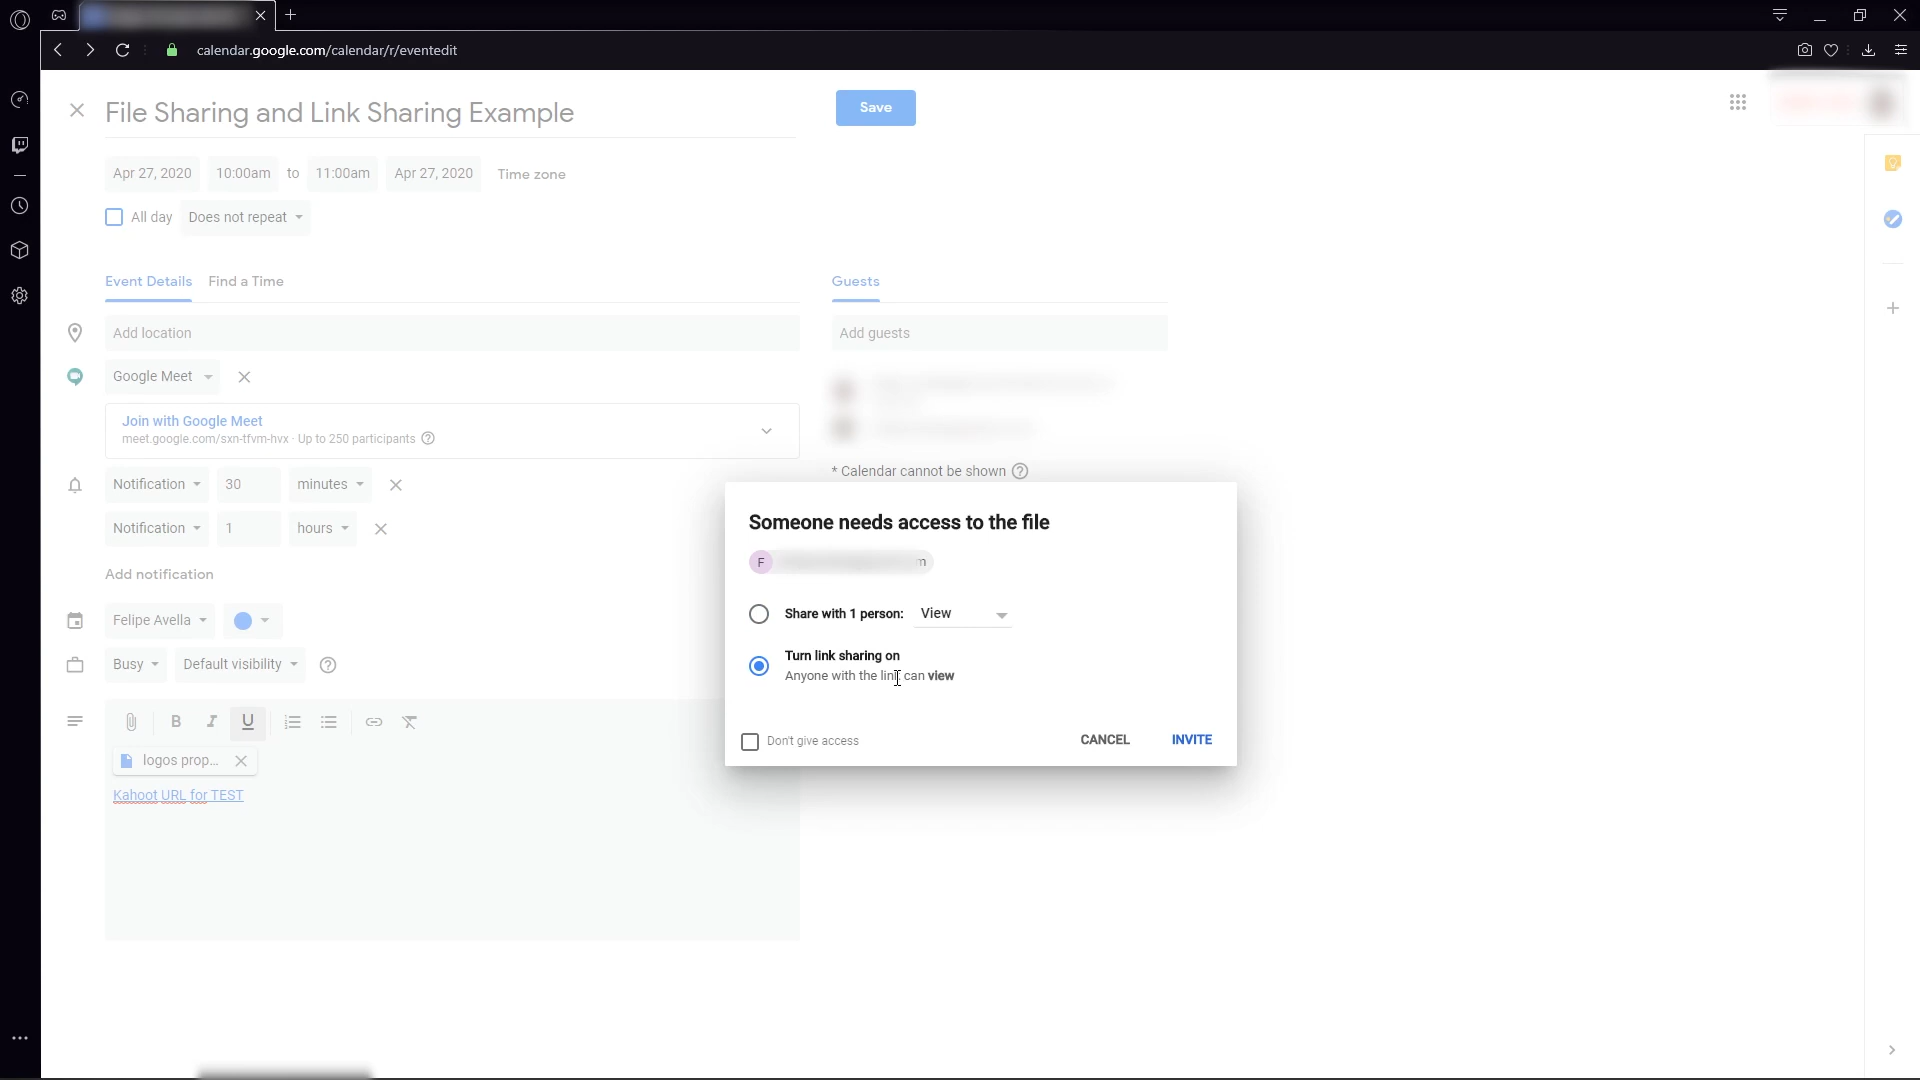 calendar.google.com/calendar/r/eventedit
File Sharing and Link Sharing Example
Save
Apr 27, 2020 10:00am to 11:00am Apr 27, 2020 Time zone
All day Does not repeat
Event Details Find a Time
Guests
Add location
Add guests
Google Meet
Join with Google Meet
meet.google.com/sxn-tfvm-hvx · Up to 250 participants
* Calendar cannot be shown
Notification 30 minutes
Notification 1 hours
Add notification
Felipe Avella
Busy Default visibility
B I U
logos prop...
Kahoot URL for TEST
Someone needs access to the file
F
Share with 1 person: View
Turn link sharing on
Anyone with the link can view
Don't give access
CANCEL INVITE